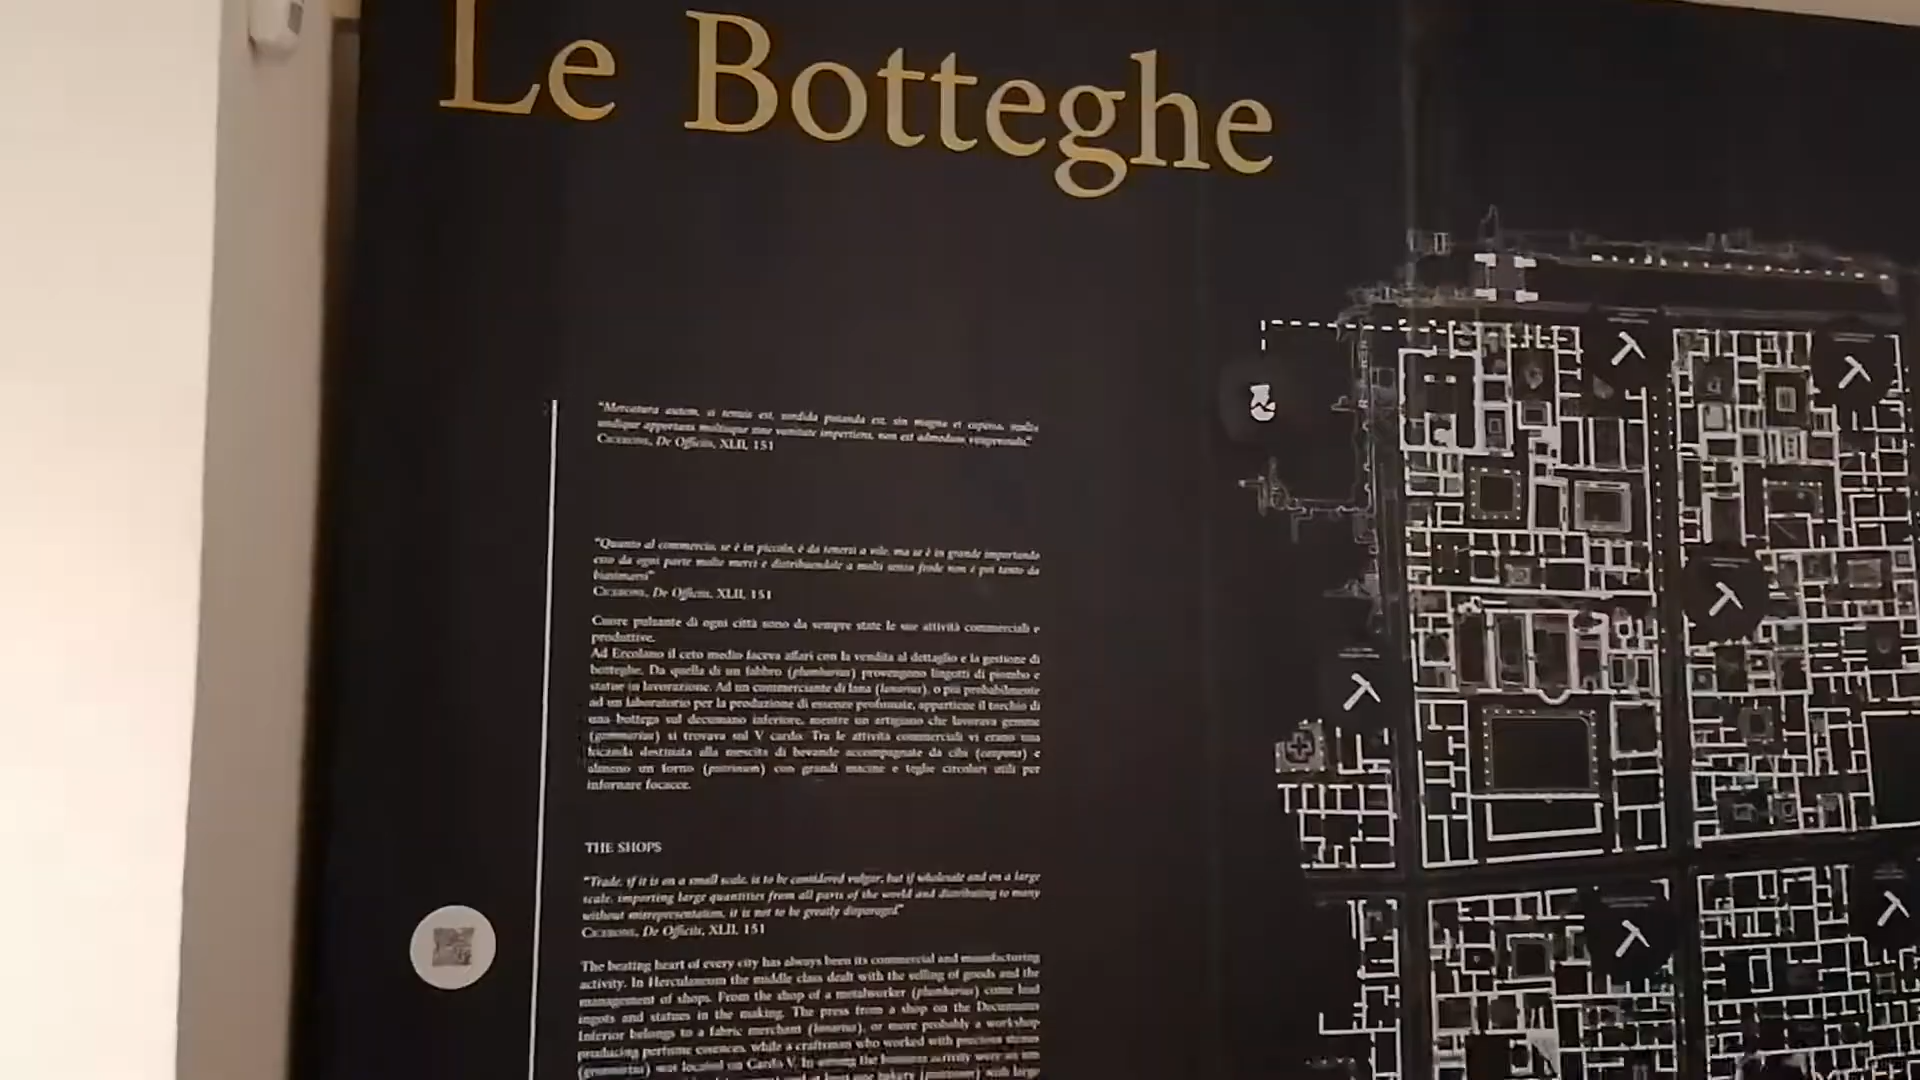 Le Botteghe
"Mercatura autem, si tenuis est, sordida putanda est, sin magna et copiosa, multa
undique apportans multisque sine vanitate impertiens, non est admodum vituperanda"
CICERONE, De Officiis, XLII, 151
"Quanto al commercio, se è in piccolo, è da tenersi a vile, ma se è in grande importando
esso da ogni parte molte merci e distribuendole a molti senza frode non è poi tanto da
biasimarsi"
CICERONE, De Officiis, XLII, 151
Cuore pulsante di ogni città sono da sempre state le sue attività commerciali e
produttive.
Ad Ercolano il ceto medio faceva affari con la vendita al dettaglio e la gestione di
botteghe. Da quella di un fabbro (plumbarius) provengono lingotti di piombo e
statue in lavorazione. Ad un commerciante di lana (lanarius), o più probabilmente
ad un laboratorio per la produzione di essenze profumate, appartiene il torchio di
una bottega sul decumano inferiore, mentre un artigiano che lavorava gemme
(gemmarius) si trovava sul V cardo. Tra le attività commerciali vi erano una
locanda destinata alla mescita di bevande accompagnate da cibi (caupona) e
almeno un forno (pistrinum) con grandi macine e teglie circolari utili per
infornare focacce.
THE SHOPS
"Trade, if it is on a small scale, is to be considered vulgar; but if wholesale and on a large
scale, importing large quantities from all parts of the world and distributing to many
without misrepresentation, it is not to be greatly disparaged"
CICERONE, De Officiis, XLII, 151
The beating heart of every city has always been its commercial and manufacturing
activity. In Herculaneum the middle class dealt with the selling of goods and the
management of shops. From the shop of a metalworker (plumbarius) come lead
ingots and statues in the making. The press from a shop on the Decumanus
Inferior belongs to a fabric merchant (lanarius), or more probably a workshop
producing perfume essences, while a craftsman who worked with precious stones
(gemmarius) was located on Cardo V. In among the business activity were an inn
at least one bakery (pistrinum) with large